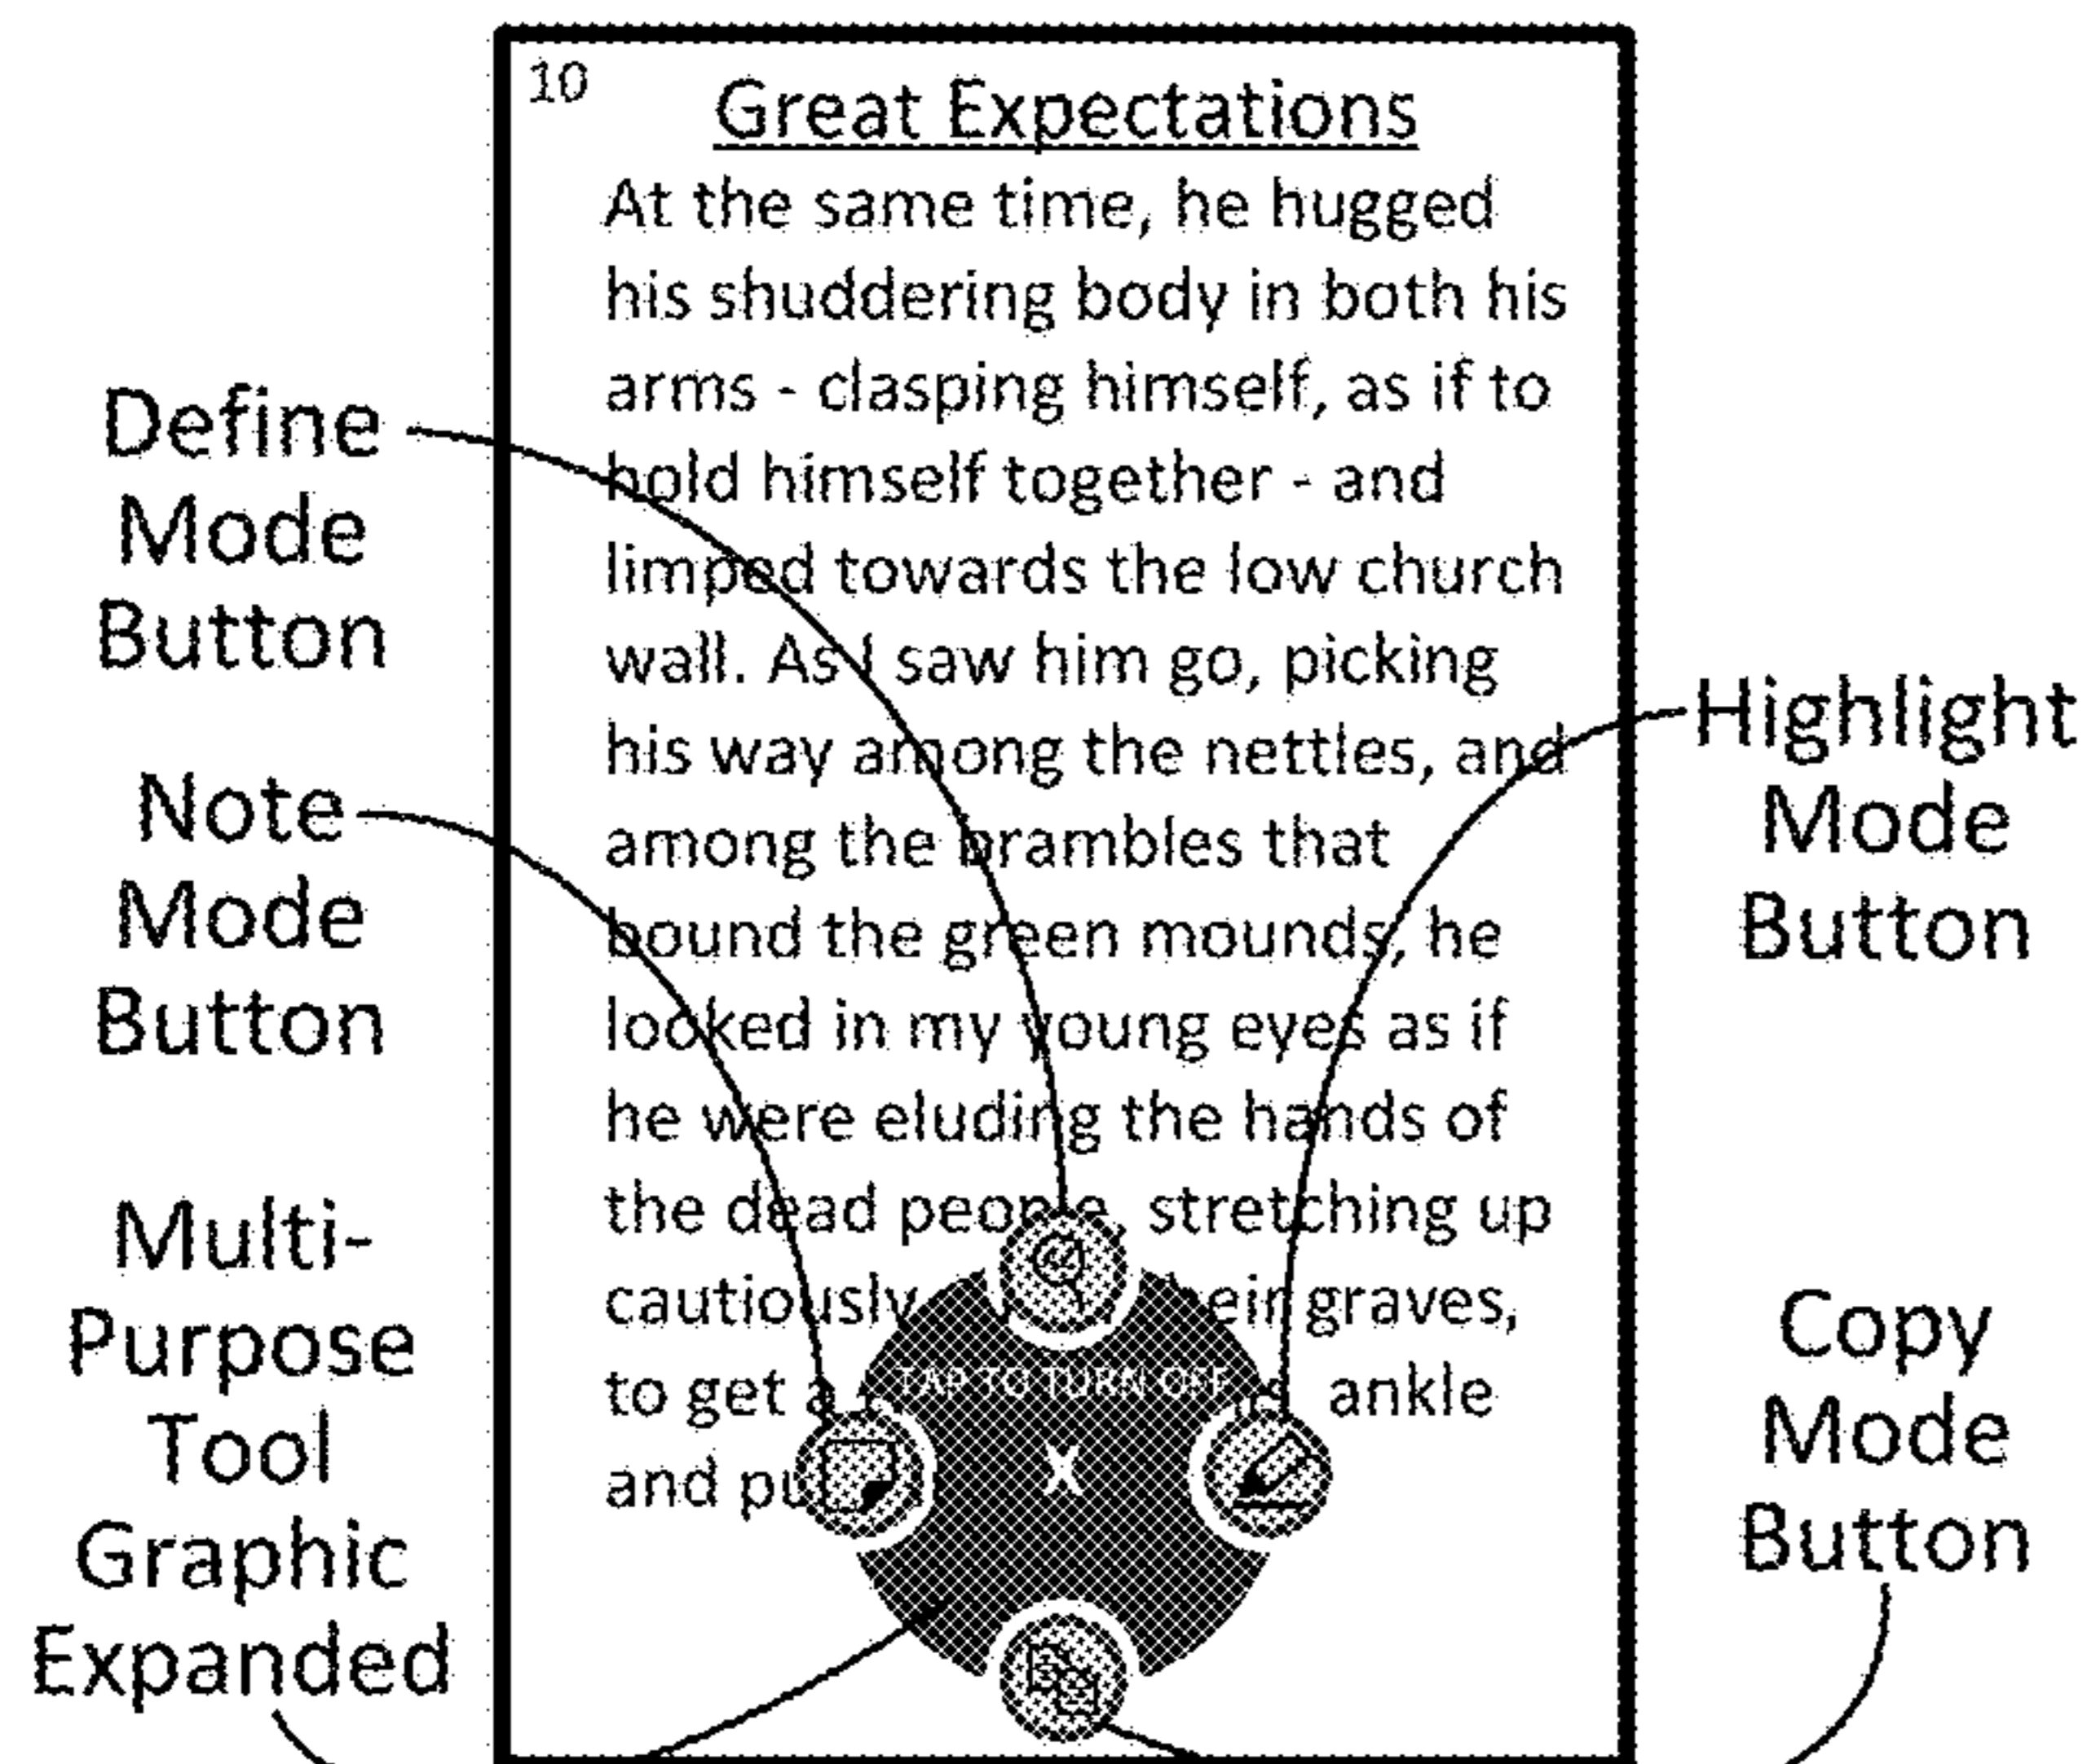 10
Great Expectations
At the same time, he hugged
his shuddering body in both his
arms - clasping himself, as if to
hold himself together - and
limped towards the low church
wall. As I saw him go, picking
his way among the nettles, and
among the brambles that
bound the green mounds, he
looked in my young eyes as if
he were eluding the hands of
the dead people, stretching up
cautiously graves,
to get a ankle
and
TAP TO TURN OFF
X
Define
Mode
Button
Note
Mode
Button
Multi-
Purpose
Tool
Graphic
Expanded
Highlight
Mode
Button
Copy
Mode
Button